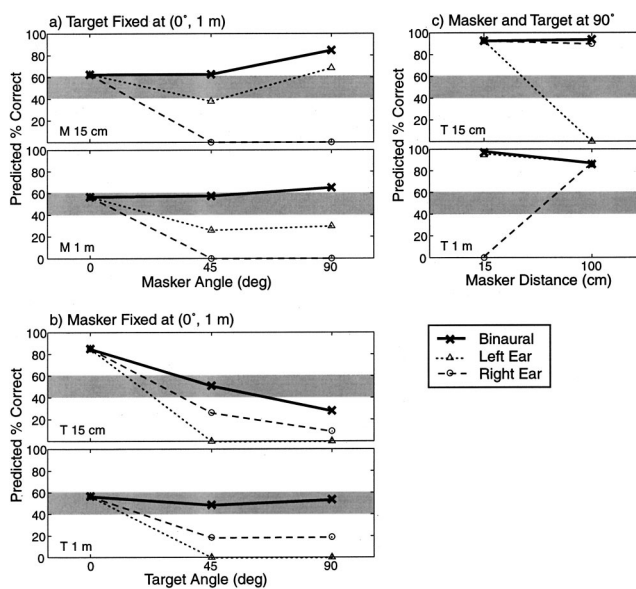 a) Target Fixed at (0°, 1 m)
Predicted % Correct
100
80
60
40
20
0
M 15 cm
100
80
60
40
20
0
M 1 m
0
45
90
Masker Angle (deg)
b) Masker Fixed at (0°, 1 m)
Predicted % Correct
100
80
60
40
20
0
T 15 cm
100
80
60
40
20
0
T 1 m
0
45
90
Target Angle (deg)
c) Masker and Target at 90°
Predicted % Correct
100
80
60
40
20
0
T 15 cm
100
80
60
40
20
0
T 1 m
15
100
Masker Distance (cm)
Binaural
Left Ear
Right Ear